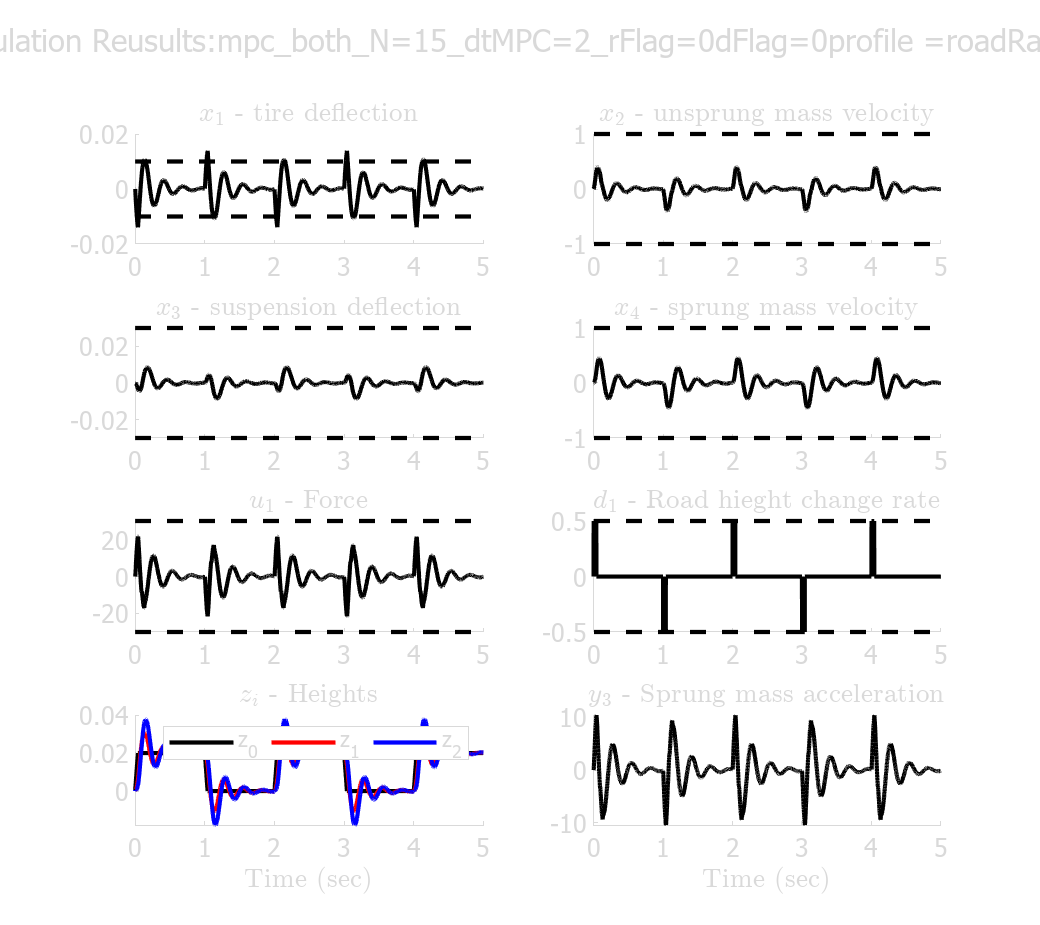 ulation Reusults:mpc_both_N=15_dtMPC=2_rFlag=0dFlag=0profile =roadRa
x1 - tire deflection
0.02
0
-0.02
0 1 2 3 4 5
x2 - unsprung mass velocity
1
0
-1
0 1 2 3 4 5
x3 - suspension deflection
0.02
0
-0.02
0 1 2 3 4 5
x4 - sprung mass velocity
1
0
-1
0 1 2 3 4 5
u1 - Force
20
0
-20
0 1 2 3 4 5
d1 - Road hieght change rate
0.5
0
-0.5
0 1 2 3 4 5
zi - Heights
0.04
0.02
0
z0 z1 z2
0 1 2 3 4 5
Time (sec)
y3 - Sprung mass acceleration
10
0
-10
0 1 2 3 4 5
Time (sec)